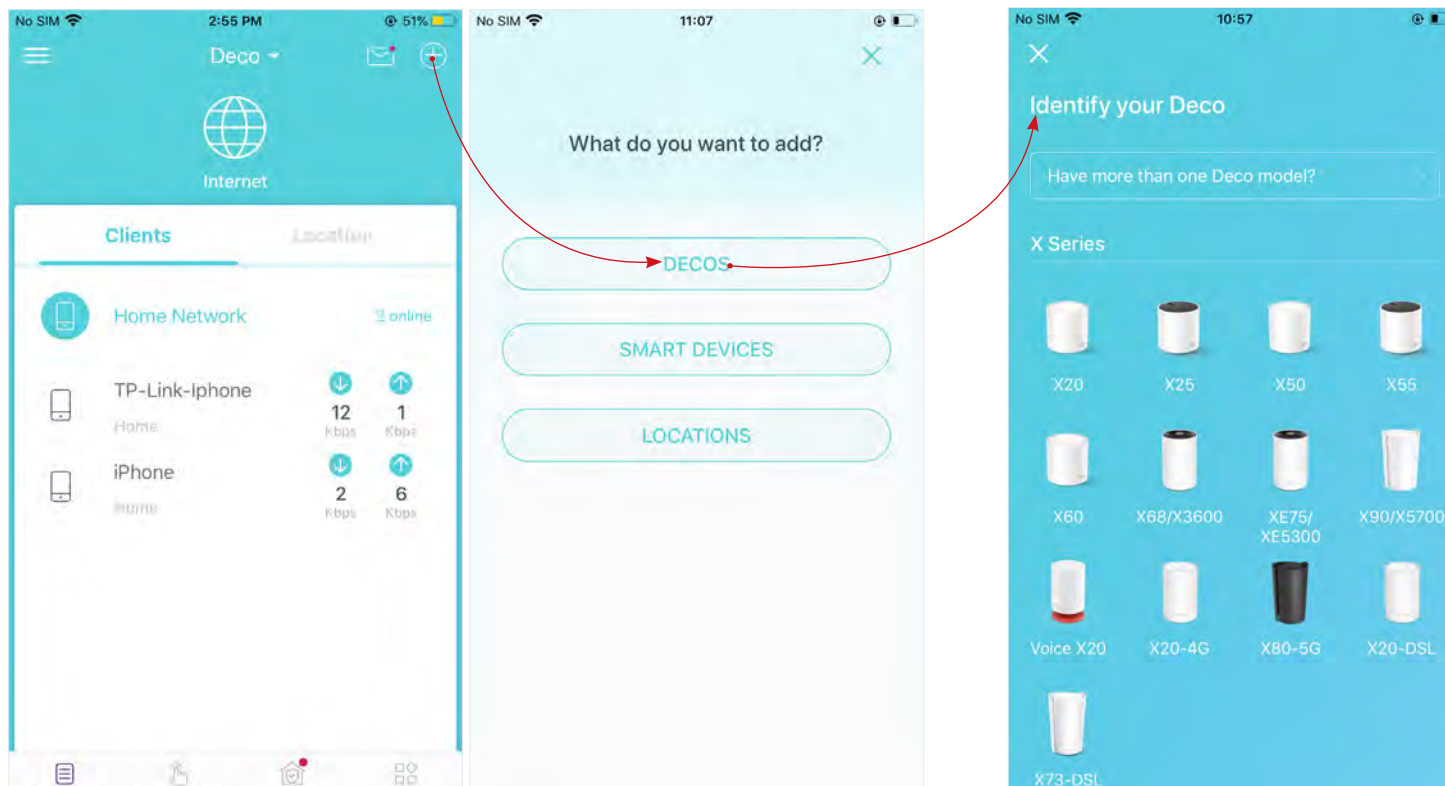 No SIM 2:55 PM 51%
Deco
Internet
Clients Location
Home Network 2 online
TP-Link-Iphone
Home
12 1
Kbps Kbps
iPhone
Home
2 6
Kbps Kbps
No SIM 11:07
What do you want to add?
DECOS
SMART DEVICES
LOCATIONS
No SIM 10:57
Identify your Deco
Have more than one Deco model?
X Series
X20 X25 X50 X55
X60 X68/X3600 XE75/ X90/X5700
XE5300
Voice X20 X20-4G X80-5G X20-DSL
X73-DSL